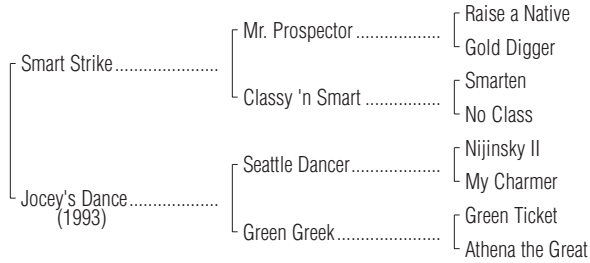 Raise a Native
Mr. Prospector..................
Gold Digger
Smart Strike......................
Smarten
Classy 'n Smart................
No Class
Nijinsky II
Seattle Dancer...................
My Charmer
Jocey's Dance...................
(1993)
Green Ticket
Green Greek......................
Athena the Great